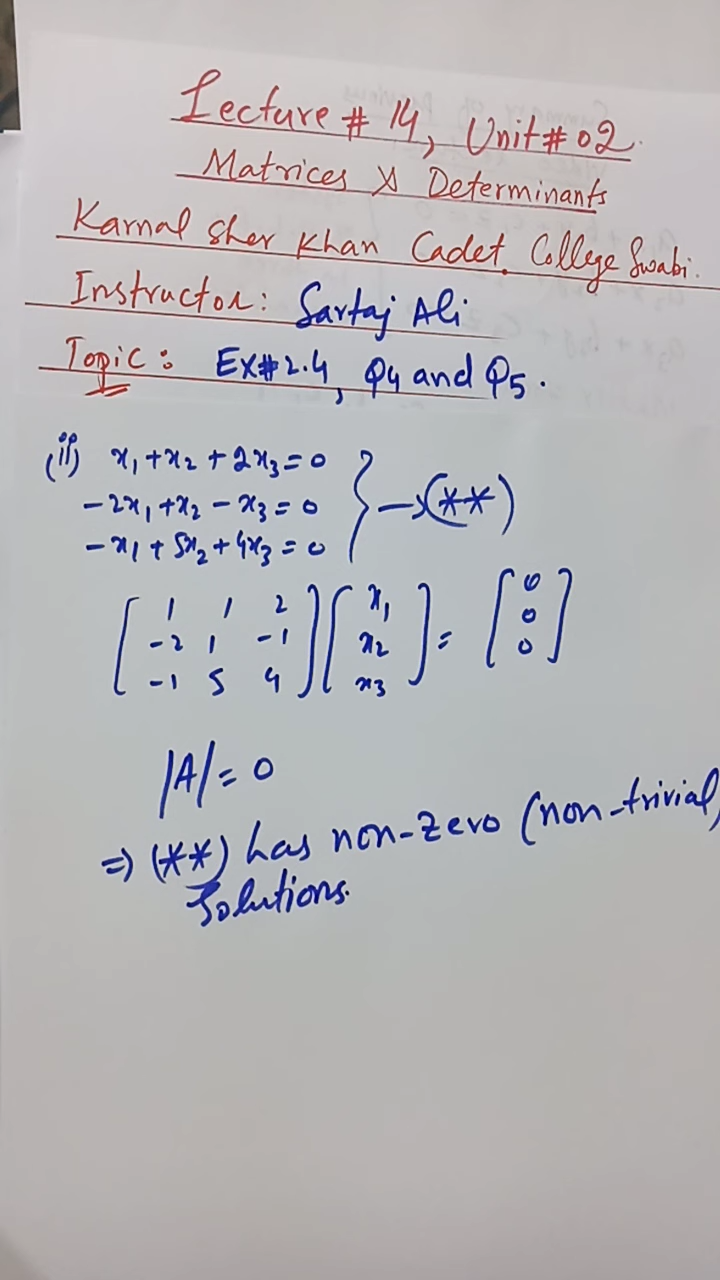 Lecture # 14, Unit # 02.
Matrices & Determinants
Karnal Sher Khan Cadet College Swabi.
Instructor: Sartaj Ali
Topic: Ex#2.4, Q4 and Q5.
(ii) x₁+x₂+2x₃=0
-2x₁+x₂-x₃=0 } →(**)
-x₁+5x₂+4x₃=0
[1 1 2] [x₁] = [0]
[-2 1 -1] [x₂] [0]
[-1 5 4] [x₃] [0]
|A|=0
⇒ (**) has non-zero (non-trivial)
Solutions.